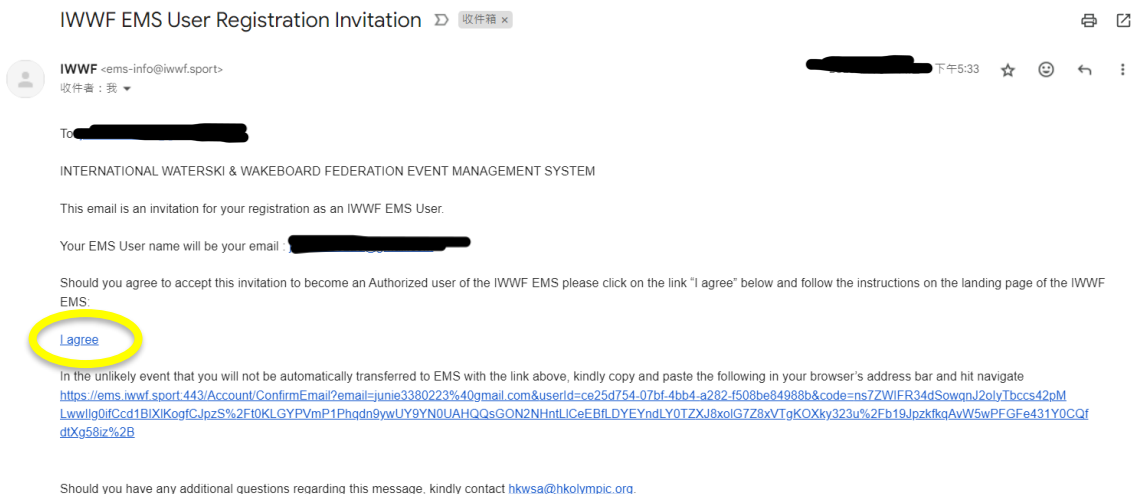 IWWF EMS User Registration Invitation 收件箱 ×
IWWF <ems-info@iwwf.sport> 下午5:33
收件者：我
To
INTERNATIONAL WATERSKI & WAKEBOARD FEDERATION EVENT MANAGEMENT SYSTEM
This email is an invitation for your registration as an IWWF EMS User.
Your EMS User name will be your email :
Should you agree to accept this invitation to become an Authorized user of the IWWF EMS please click on the link “I agree” below and follow the instructions on the landing page of the IWWF
EMS:
I agree
In the unlikely event that you will not be automatically transferred to EMS with the link above, kindly copy and paste the following in your browser’s address bar and hit navigate
https://ems.iwwf.sport:443/Account/ConfirmEmail?email=junie3380223%40gmail.com&userId=ce25d754-07bf-4bb4-a282-f508be84988b&code=ns7ZWIFR34dSowqnJ2olyTbccs42pM
LwwIlg0ifCcd1BlXlKogfCJpzS%2Ft0KLGYPVmP1Phqdn9ywUY9YN0UAHQQsGON2NHntLlCeEBfLDYEYndLY0TZXJ8xolG7Z8xVTgKOXky323u%2Fb19JpzkfkqAvW5wPFGFe431Y0CQf
dtXg58iz%2B
Should you have any additional questions regarding this message, kindly contact hkwsa@hkolympic.org.